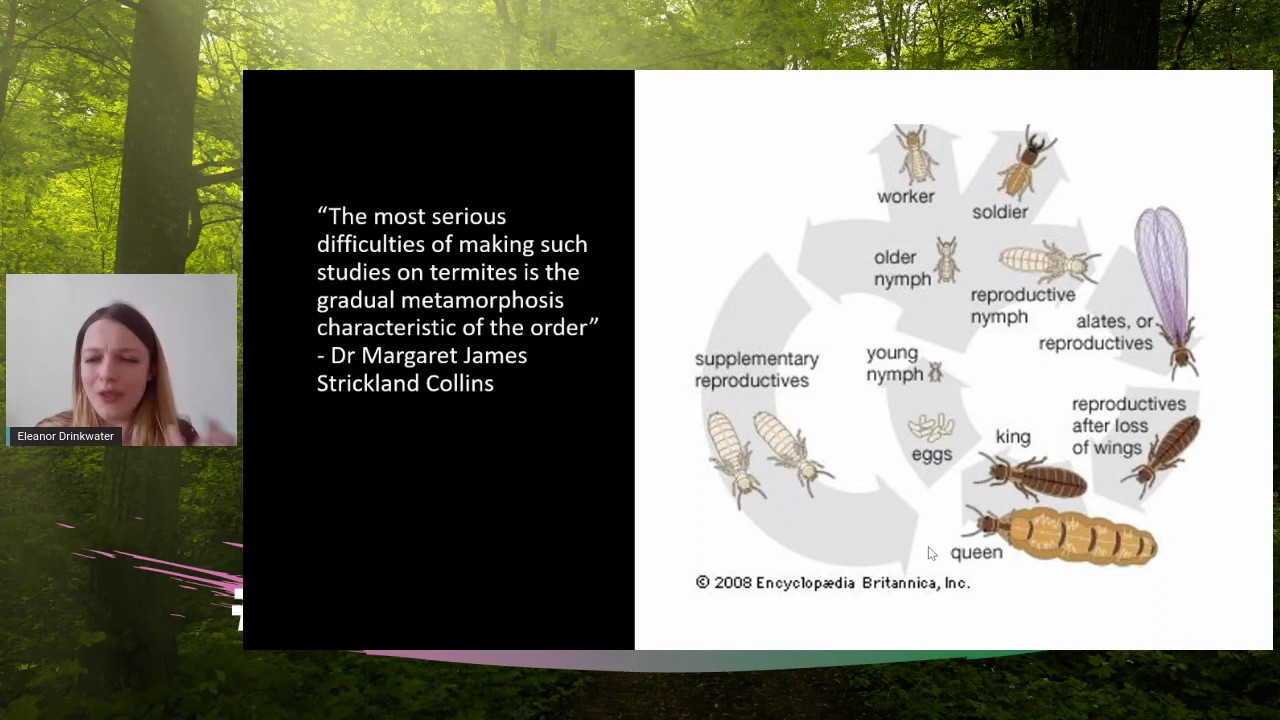 “The most serious
difficulties of making such
studies on termites is the
gradual metamorphosis
characteristic of the order”
- Dr Margaret James
Strickland Collins
Eleanor Drinkwater
worker
soldier
older
nymph
reproductive
nymph
alates, or
reproductives
supplementary
reproductives
young
nymph
eggs
reproductives
after loss
of wings
king
queen
© 2008 Encyclopædia Britannica, Inc.